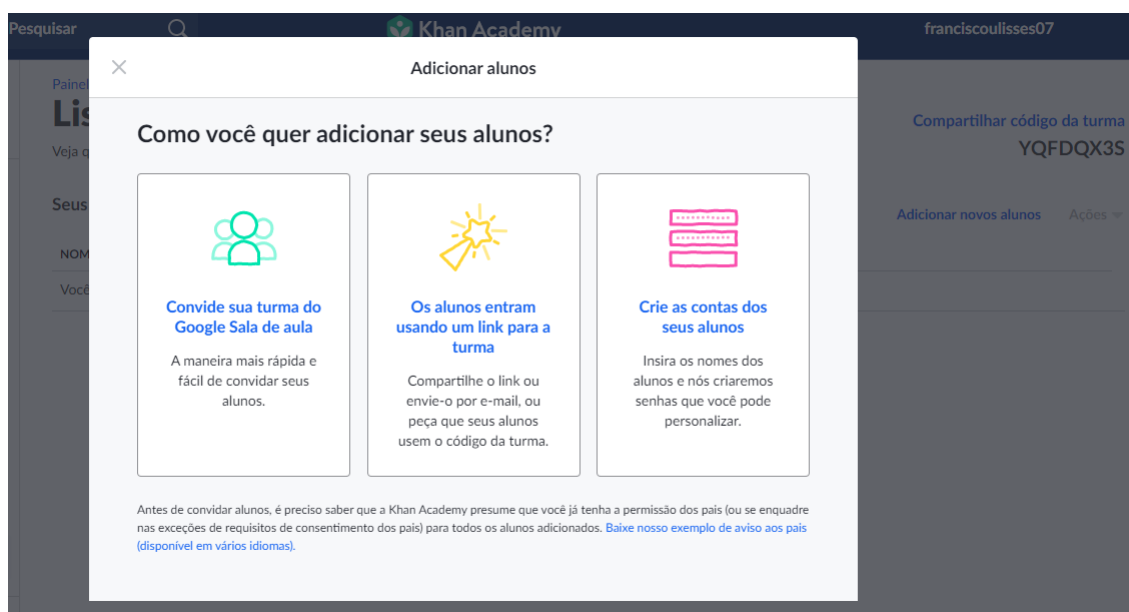 Pesquisar
Khan Academy
franciscoulisses07
Adicionar alunos
Painel
Lis
Veja q
Compartilhar código da turma
YQFDQX3S
Como você quer adicionar seus alunos?
Seus
Adicionar novos alunos
Ações
NOM
Você
Convide sua turma do
Google Sala de aula
A maneira mais rápida e
fácil de convidar seus
alunos.
Os alunos entram
usando um link para a
turma
Compartilhe o link ou
envie-o por e-mail, ou
peça que seus alunos
usem o código da turma.
Crie as contas dos
seus alunos
Insira os nomes dos
alunos e nós criaremos
senhas que você pode
personalizar.
Antes de convidar alunos, é preciso saber que a Khan Academy presume que você já tenha a permissão dos pais (ou se enquadre
nas exceções de requisitos de consentimento dos pais) para todos os alunos adicionados. Baixe nosso exemplo de aviso aos pais
(disponível em vários idiomas).